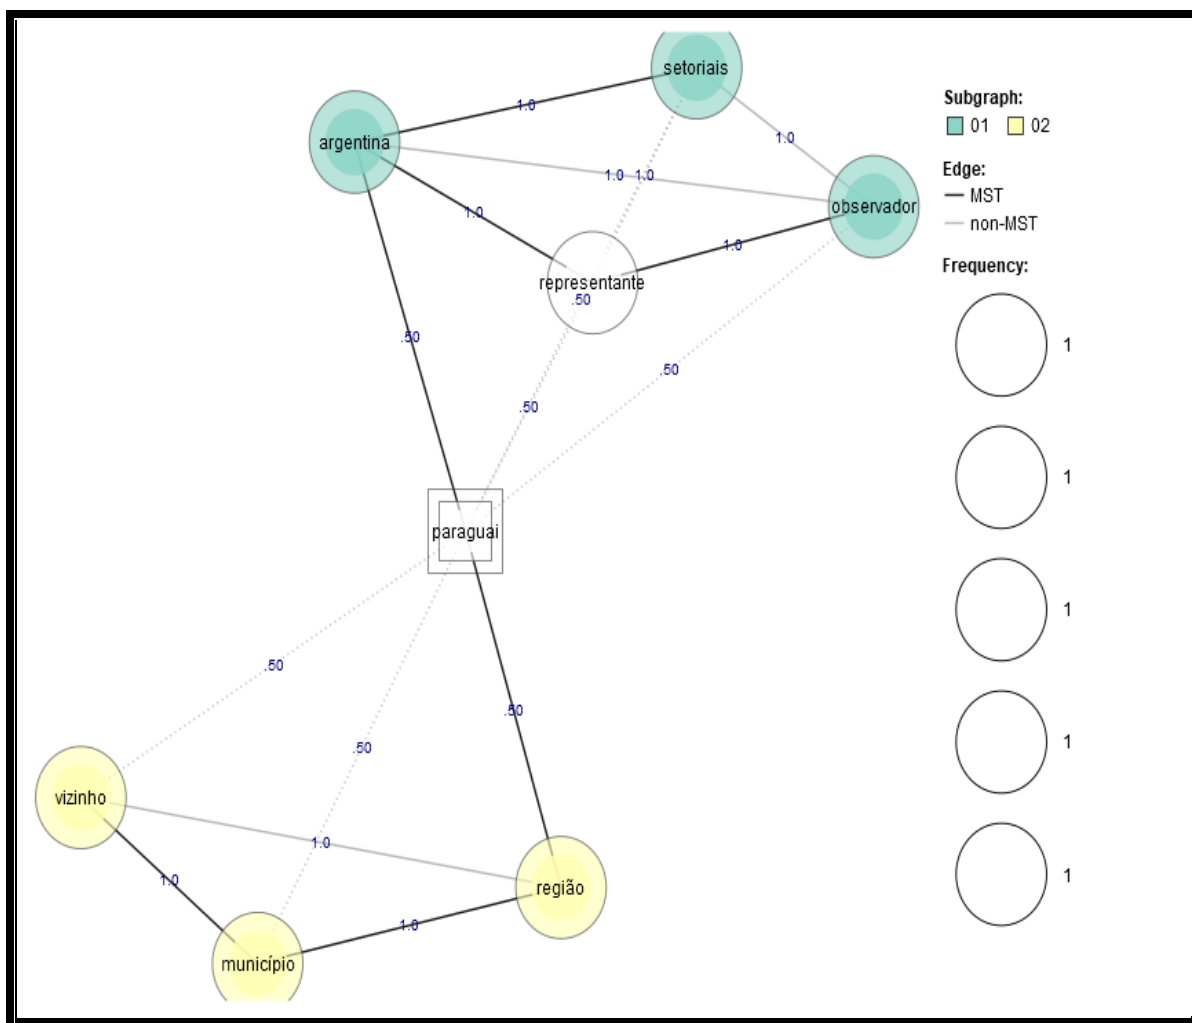 setoriais
argentina
1.0
1.0
1.0 1.0
observador
1.0
1.0
representante
.50
.50
.50
.50
paraguai
.50
.50
.50
vizinho
1.0
1.0
região
1.0
município
Subgraph:
01 02
Edge:
MST
non-MST
Frequency:
1
1
1
1
1